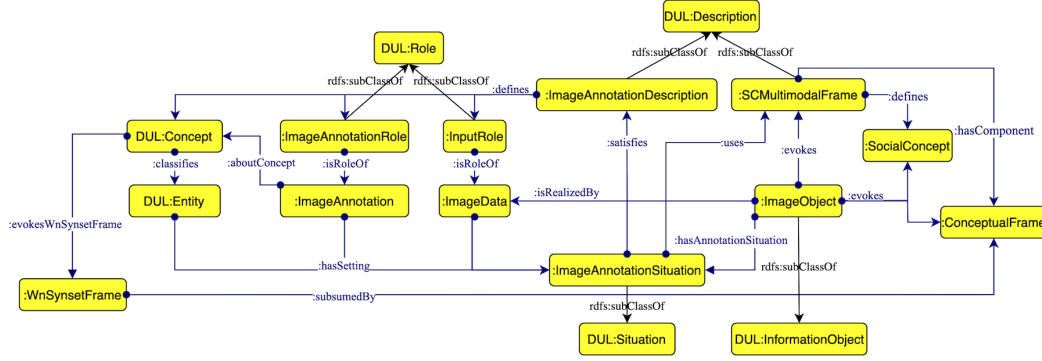 DUL:Description
DUL:Role
rdfs:subClassOf
rdfs:subClassOf
rdfs:subClassOf
rdfs:subClassOf
:defines
:ImageAnnotationDescription
:SCMultimodalFrame
:defines
DUL:Concept
:ImageAnnotationRole
:InputRole
:hasComponent
:satisfies
:uses
:evokes
:SocialConcept
:classifies
:aboutConcept
:isRoleOf
:isRoleOf
:isRealizedBy
DUL:Entity
:ImageAnnotation
:ImageData
:ImageObject
:evokes
:evokesWnSynsetFrame
:ConceptualFrame
:hasAnnotationSituation
:hasSetting
:ImageAnnotationSituation
rdfs:subClassOf
:WnSynsetFrame
:subsumedBy
rdfs:subClassOf
DUL:Situation
DUL:InformationObject